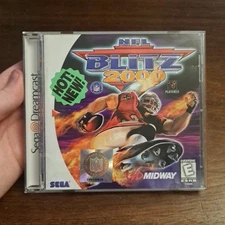 Sega Dreamcast
HOT!
NEW!
NFL
BLITZ
2000
SEGA
MIDWAY
E